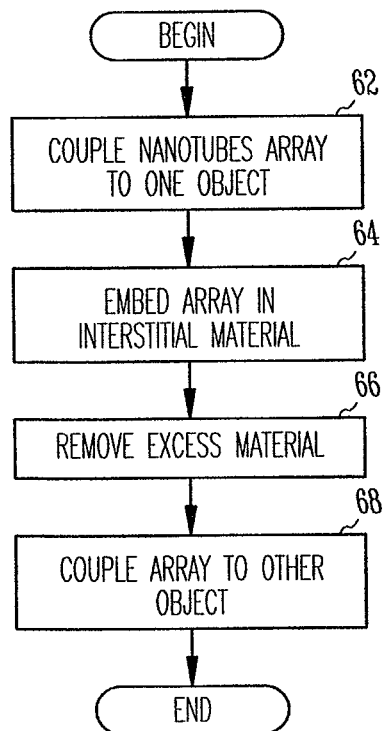 BEGIN
62
COUPLE NANOTUBES ARRAY
TO ONE OBJECT
64
EMBED ARRAY IN
INTERSTITIAL MATERIAL
66
REMOVE EXCESS MATERIAL
68
COUPLE ARRAY TO OTHER
OBJECT
END